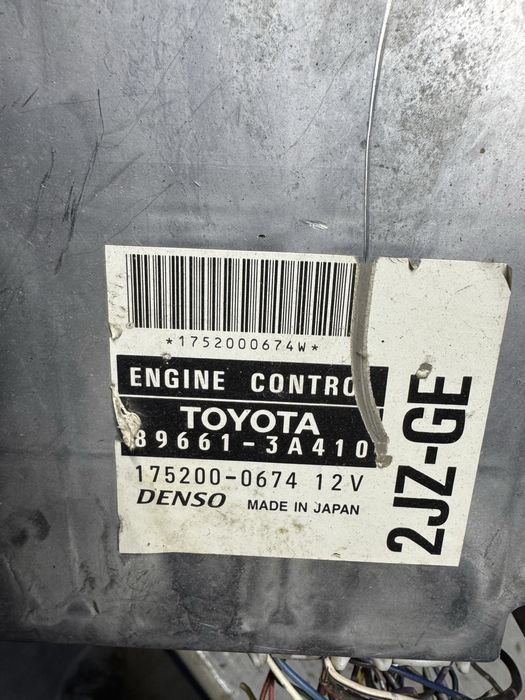 *1752000674W*
ENGINE CONTRO
TOYOTA
89661-3A410
175200-0674 12V
DENSO MADE IN JAPAN
2JZ-GE